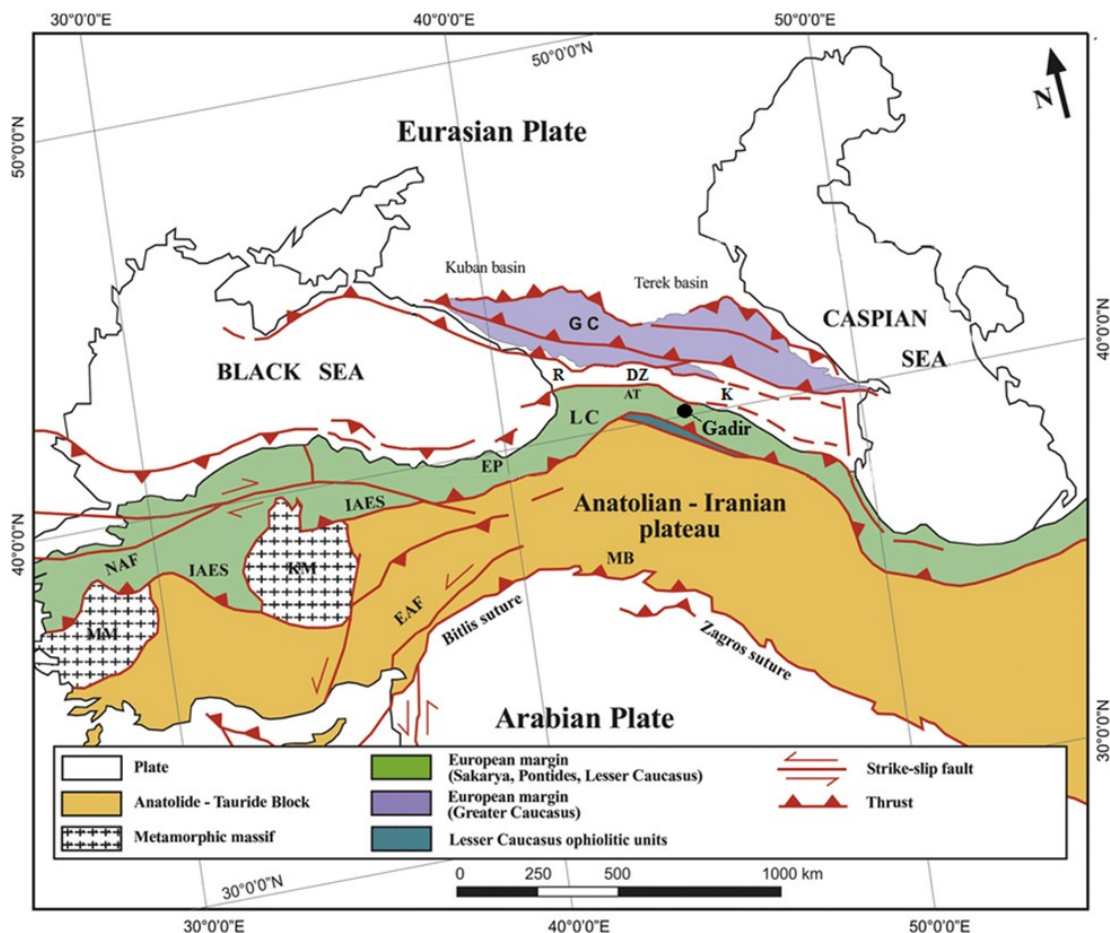 30°0'0"E
40°0'0"E
50°0'0"E
50°0'0"N
N
Eurasian Plate
50°0'0"N
Kuban basin
Terek basin
CASPIAN
SEA
40°0'0"N
G C
BLACK SEA
R
DZ
AT
K
L C
Gadir
EP
IAES
Anatolian - Iranian
plateau
40°0'0"N
NAF
IAES
KM
MB
EAF
MM
Bitlis suture
Zagros suture
Arabian Plate
30°0'0"N
Plate
Anatolide - Tauride Block
Metamorphic massif
European margin
(Sakarya, Pontides, Lesser Caucasus)
European margin
(Greater Caucasus)
Lesser Caucasus ophiolitic units
Strike-slip fault
Thrust
0 250 500 1000 km
30°0'0"N
30°0'0"E
40°0'0"E
50°0'0"E